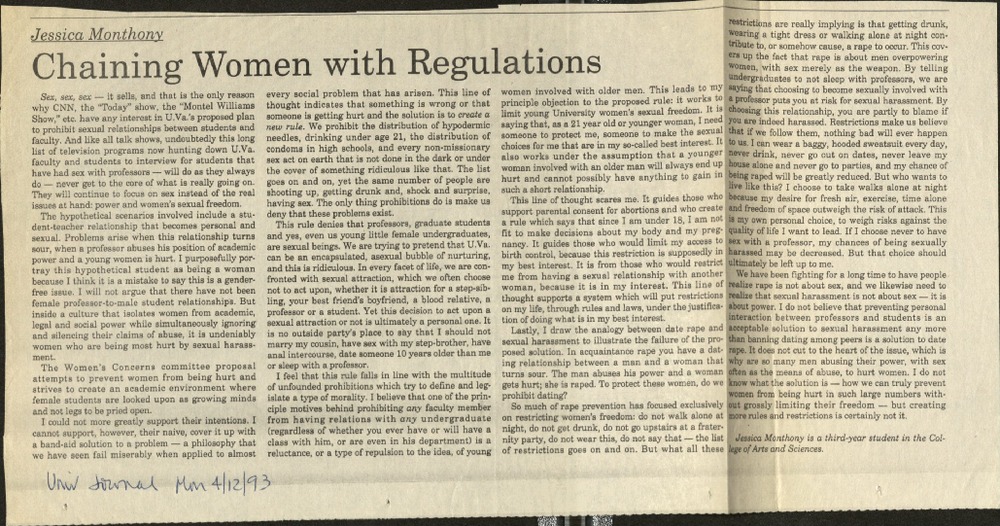 Jessica Monthony
Chaining Women with Regulations
Sex, sex, sex — it sells, and that is the only reason
why CNN, the "Today" show, the "Montel Williams
Show," etc. have any interest in U.Va.'s proposed plan
to prohibit sexual relationships between students and
faculty. And like all talk shows, undoubtedly this long
list of television programs now hunting down U.Va.
faculty and students to interview for students that
have had sex with professors — will do as they always
do — never get to the core of what is really going on.
They will continue to focus on sex instead of the real
issues at hand: power and women's sexual freedom.
The hypothetical scenarios involved include a stu-
dent-teacher relationship that becomes personal and
sexual. Problems arise when this relationship turns
sour, when a professor abuses his position of academic
power and a young women is hurt. I purposefully por-
tray this hypothetical student as being a woman
because I think it is a mistake to say this is a gender-
free issue. I will not argue that there have not been
female professor-to-male student relationships. But
inside a culture that isolates women from academic,
legal and social power while simultaneously ignoring
and silencing their claims of abuse, it is undeniably
women who are being most hurt by sexual harass-
ment.
The Women's Concerns committee proposal
attempts to prevent women from being hurt and
strives to create an academic environment where
female students are looked upon as growing minds
and not legs to be pried open.
I could not more greatly support their intentions. I
cannot support, however, their naive, cover it up with
a band-aid solution to a problem — a philosophy that
we have seen fail miserably when applied to almost
every social problem that has arisen. This line of
thought indicates that something is wrong or that
someone is getting hurt and the solution is to create a
new rule. We prohibit the distribution of hypodermic
needles, drinking under age 21, the distribution of
condoms in high schools, and every non-missionary
sex act on earth that is not done in the dark or under
the cover of something ridiculous like that. The list
goes on and on, yet the same number of people are
shooting up, getting drunk and, shock and surprise,
having sex. The only thing prohibitions do is make us
deny that these problems exist.
This rule denies that professors, graduate students
and yes, even us young little female undergraduates,
are sexual beings. We are trying to pretend that U.Va.
can be an encapsulated, asexual bubble of nurturing,
and this is ridiculous. In every facet of life, we are con-
fronted with sexual attraction, which we often choose
not to act upon, whether it is attraction for a step-sib-
ling, your best friend's boyfriend, a blood relative, a
professor or a student. Yet this decision to act upon a
sexual attraction or not is ultimately a personal one. It
is no outside party's place to say that I should not
marry my cousin, have sex with my step-brother, have
anal intercourse, date someone 10 years older than me
or sleep with a professor.
I feel that this rule falls in line with the multitude
of unfounded prohibitions which try to define and leg-
islate a type of morality. I believe that one of the prin-
ciple motives behind prohibiting any faculty member
from having relations with any undergraduate
(regardless of whether you ever have or will have a
class with him, or are even in his department) is a
reluctance, or a type of repulsion to the idea, of young
women involved with older men. This leads to my
principle objection to the proposed rule: it works to
limit young University women's sexual freedom. It is
saying that, as a 21 year old or younger woman, I need
someone to protect me, someone to make the sexual
choices for me that are in my so-called best interest. It
also works under the assumption that a younger
woman involved with an older man will always end up
hurt and cannot possibly have anything to gain in
such a short relationship.
This line of thought scares me. It guides those who
support parental consent for abortions and who create
a rule which says that since I am under 18, I am not
fit to make decisions about my body and my preg-
nancy. It guides those who would limit my access to
birth control, because this restriction is supposedly in
my best interest. It is from those who would restrict
me from having a sexual relationship with another
woman, because it is in my interest. This line of
thought supports a system which will put restrictions
on my life, through rules and laws, under the justifica-
tion of doing what is in my best interest.
Lastly, I draw the analogy between date rape and
sexual harassment to illustrate the failure of the pro-
posed solution. In acquaintance rape you have a dat-
ing relationship between a man and a woman that
turns sour. The man abuses his power and a woman
gets hurt; she is raped. To protect these women, do we
prohibit dating?
So much of rape prevention has focused exclusively
on restricting women's freedom: do not walk alone at
night, do not get drunk, do not go upstairs at a frater-
nity party, do not wear this, do not say that — the list
of restrictions goes on and on. But what all these
restrictions are really implying is that getting drunk,
wearing a tight dress or walking alone at night con-
tribute to, or somehow cause, a rape to occur. This cov-
ers up the fact that rape is about men overpowering
women, with sex merely as the weapon. By telling
undergraduates to not sleep with professors, we are
saying that choosing to become sexually involved with
a professor puts you at risk for sexual harassment. By
choosing this relationship, you are partly to blame if
you are indeed harassed. Restrictions make us believe
that if we follow them, nothing bad will ever happen
to us. I can wear a baggy, hooded sweatsuit every day,
never drink, never go out on dates, never leave my
house alone and never go to parties, and my chance of
being raped will be greatly reduced. But who wants to
live like this? I choose to take walks alone at night
because my desire for fresh air, exercise, time alone
and freedom of space outweigh the risk of attack. This
is my own personal choice, to weigh risks against the
quality of life I want to lead. If I choose never to have
sex with a professor, my chances of being sexually
harassed may be decreased. But that choice should
ultimately be left up to me.
We have been fighting for a long time to have people
realize rape is not about sex, and we likewise need to
realize that sexual harassment is not about sex — it is
about power. I do not believe that preventing personal
interaction between professors and students is an
acceptable solution to sexual harassment any more
than banning dating among peers is a solution to date
rape. It does not cut to the heart of the issue, which is
why are so many men abusing their power, with sex
often as the means of abuse, to hurt women. I do not
know what the solution is — how we can truly prevent
women from being hurt in such large numbers with-
out grossly limiting their freedom — but creating
more rules and restrictions is certainly not it.
Jessica Monthony is a third-year student in the Col-
lege of Arts and Sciences.
Univ Journal Mon 4/12/93